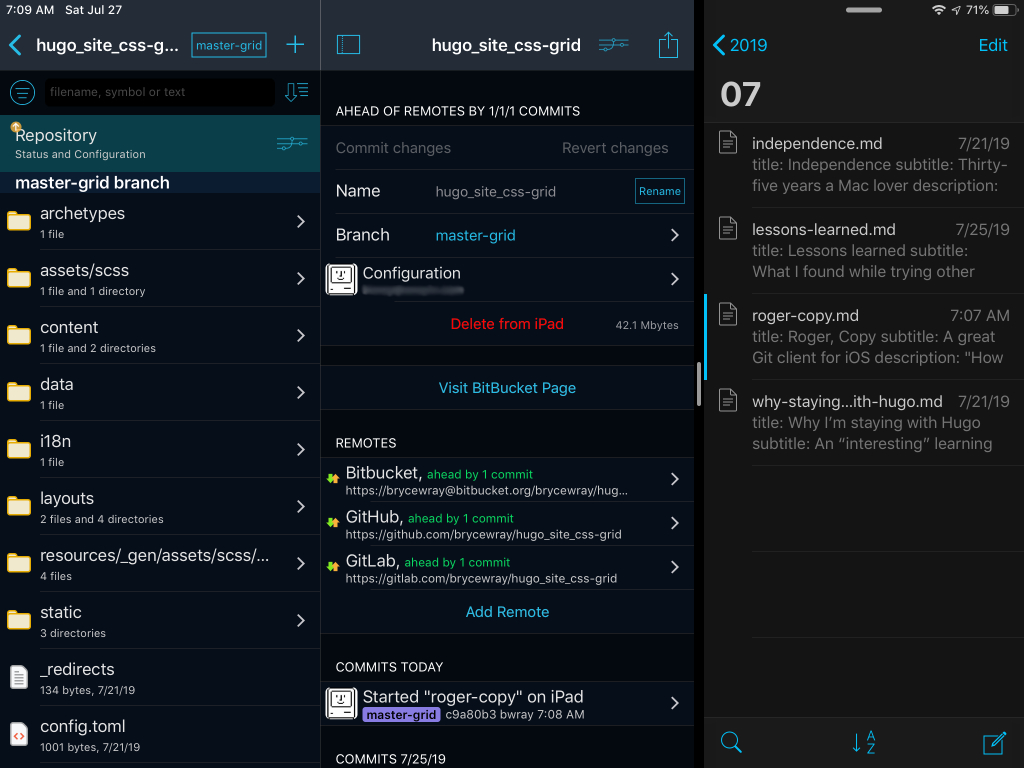 7:09 AM Sat Jul 27
71%
hugo_site_css-g...
master-grid
filename, symbol or text
Repository
Status and Configuration
master-grid branch
archetypes
1 file
assets/scss
1 file and 1 directory
content
1 file and 2 directories
data
1 file
i18n
1 file
layouts
2 files and 4 directories
resources/_gen/assets/scss/...
4 files
static
3 directories
_redirects
134 bytes, 7/21/19
config.toml
1001 bytes, 7/21/19
hugo_site_css-grid
AHEAD OF REMOTES BY 1/1/1 COMMITS
Commit changes Revert changes
Name hugo_site_css-grid Rename
Branch master-grid
Configuration
Delete from iPad 42.1 Mbytes
Visit BitBucket Page
REMOTES
Bitbucket, ahead by 1 commit
https://brycewray@bitbucket.org/brycewray/hug...
GitHub, ahead by 1 commit
https://github.com/brycewray/hugo_site_css-grid
GitLab, ahead by 1 commit
https://gitlab.com/brycewray/hugo_site_css-grid
Add Remote
COMMITS TODAY
Started "roger-copy" on iPad
master-grid c9a80b3 bwray 7:08 AM
COMMITS 7/25/19
2019 Edit
07
independence.md 7/21/19
title: Independence subtitle: Thirty-
five years a Mac lover description:
lessons-learned.md 7/25/19
title: Lessons learned subtitle:
What I found while trying other
roger-copy.md 7:07 AM
title: Roger, Copy subtitle: A great
Git client for iOS description: "How
why-staying...ith-hugo.md 7/21/19
title: Why I’m staying with Hugo
subtitle: An “interesting” learning
A
Z